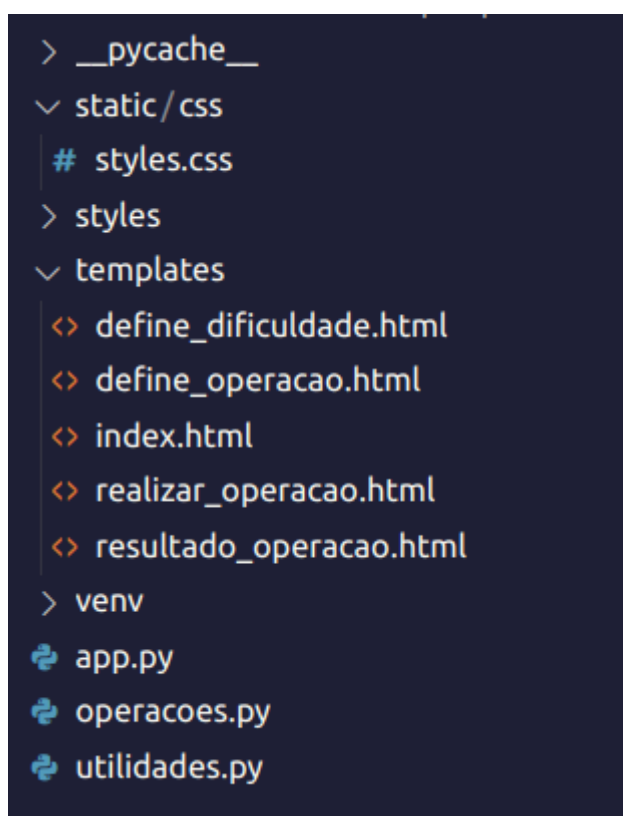 __pycache__
static/css
# styles.css
styles
templates
<> define_dificuldade.html
<> define_operacao.html
<> index.html
<> realizar_operacao.html
<> resultado_operacao.html
venv
app.py
operacoes.py
utilidades.py